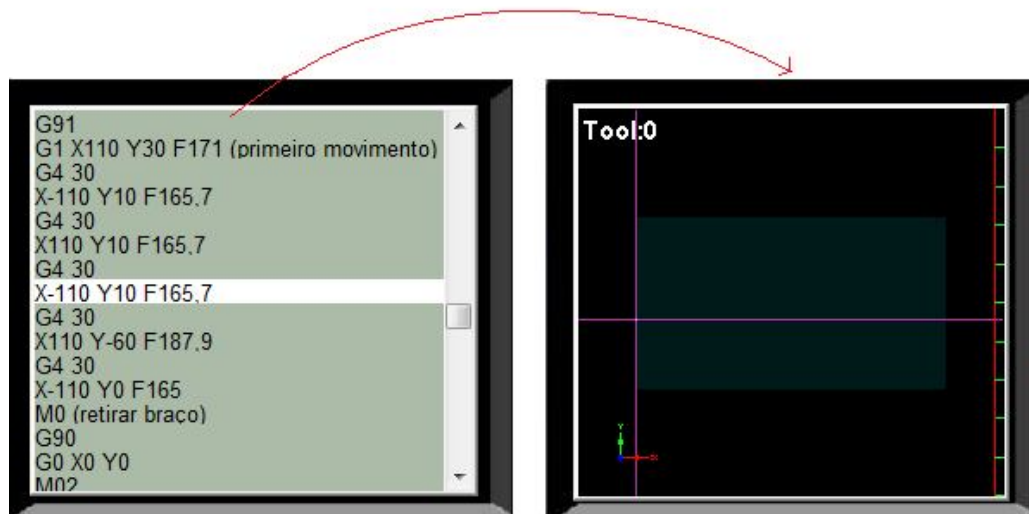 G91
G1 X110 Y30 F171 (primeiro movimento)
G4 30
X-110 Y10 F165,7
G4 30
X110 Y10 F165,7
G4 30
X-110 Y10 F165,7
G4 30
X110 Y-60 F187,9
G4 30
X-110 Y0 F165
M0 (retirar braço)
G90
G0 X0 Y0
M02
Tool:0
Y
X